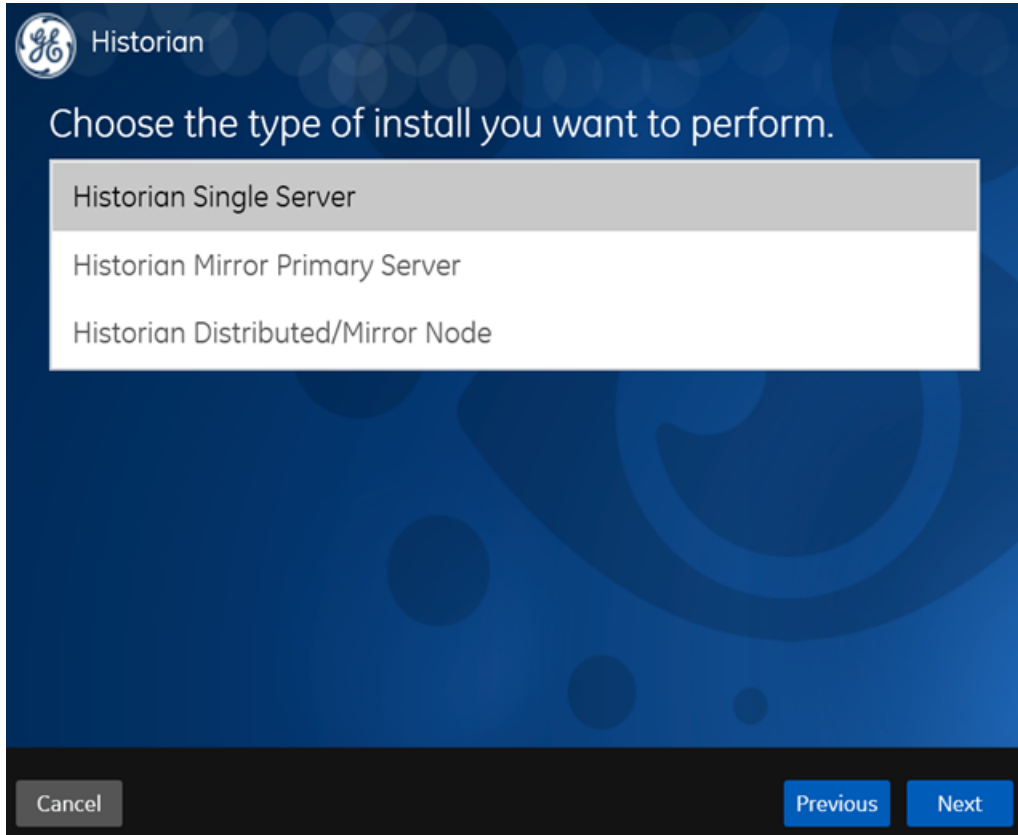 Historian
Choose the type of install you want to perform.
Historian Single Server
Historian Mirror Primary Server
Historian Distributed/Mirror Node
Cancel
Previous
Next